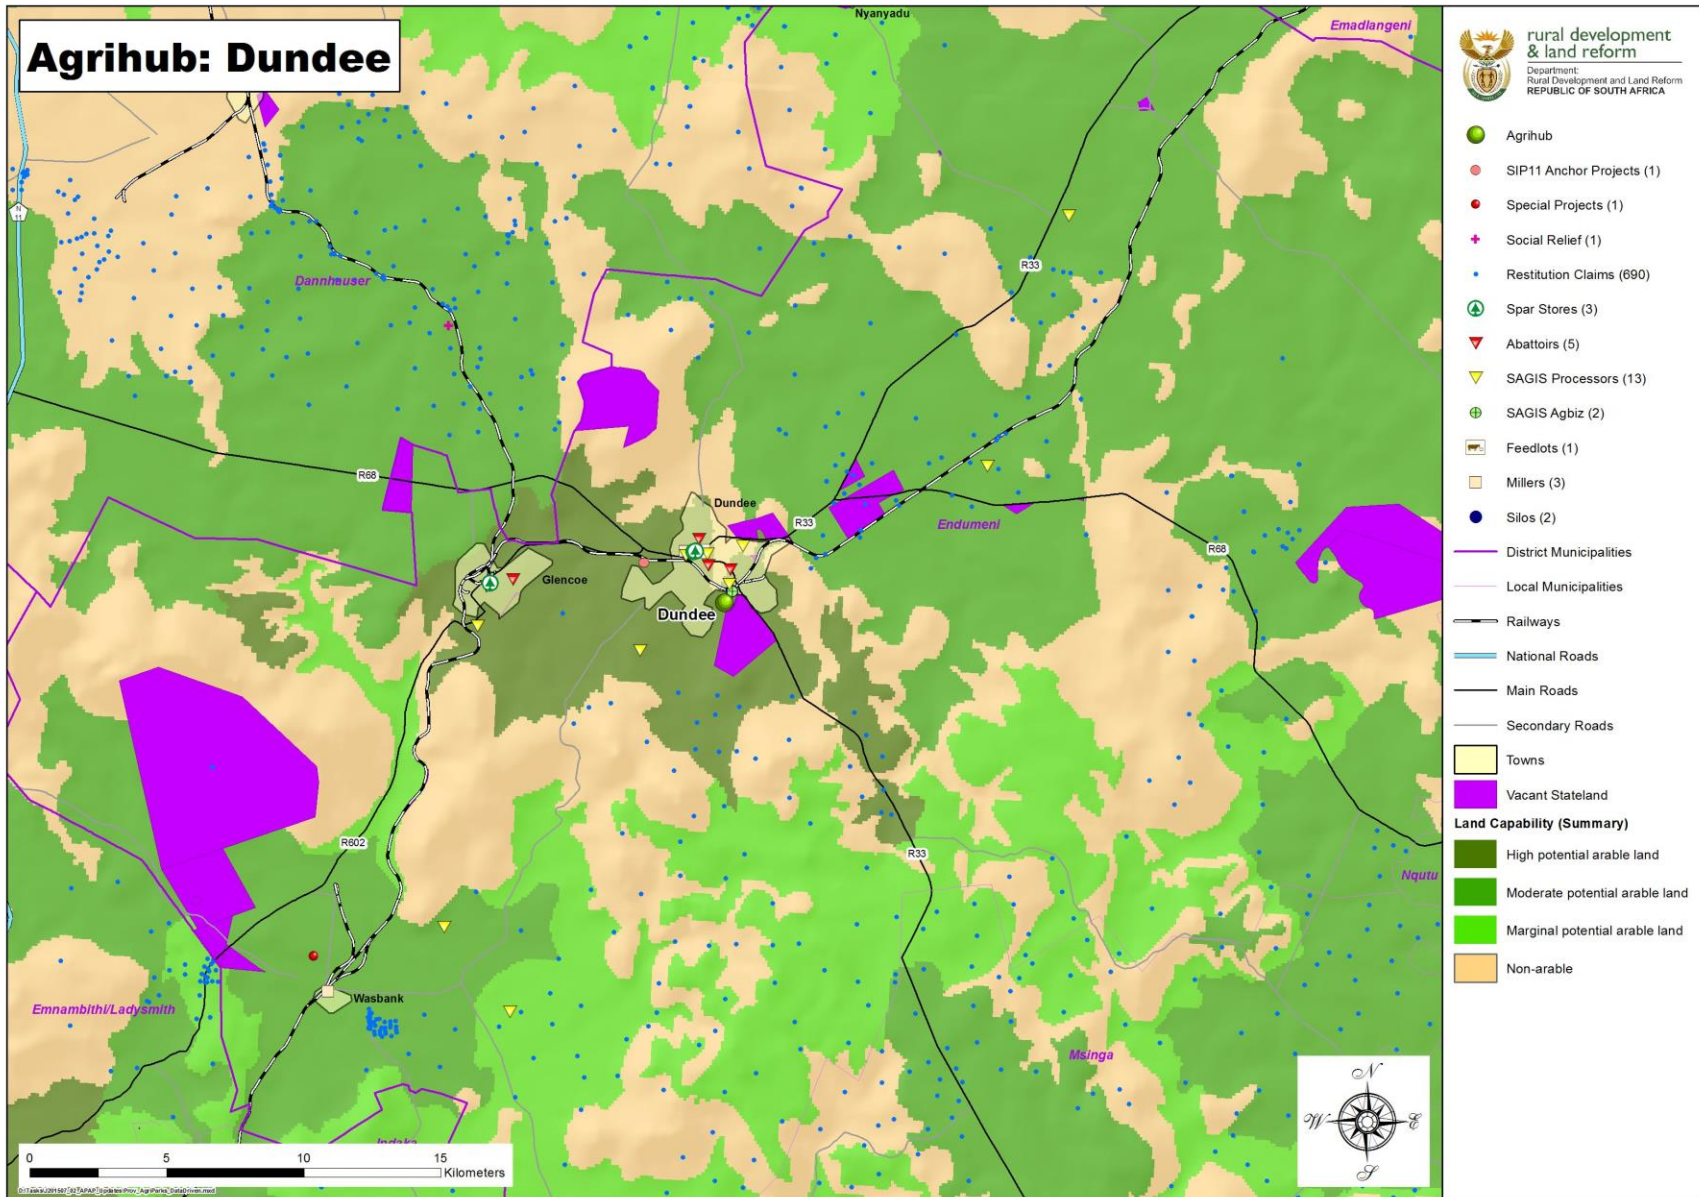 Agrihub: Dundee
Nyanyadu
Emadlangeni
N
11
Dannhauser
R33
R68
Dundee
R33
Endumeni
R68
Glencoe
Dundee
R602
R33
Nqutu
Wasbank
Emnambithi/Ladysmith
Msinga
Indaka
0 5 10 15
Kilometers
N
W E
S
rural development
& land reform
Department:
Rural Development and Land Reform
REPUBLIC OF SOUTH AFRICA
Agrihub
SIP11 Anchor Projects (1)
Special Projects (1)
Social Relief (1)
Restitution Claims (690)
Spar Stores (3)
Abattoirs (5)
SAGIS Processors (13)
SAGIS Agbiz (2)
Feedlots (1)
Millers (3)
Silos (2)
District Municipalities
Local Municipalities
Railways
National Roads
Main Roads
Secondary Roads
Towns
Vacant Stateland
Land Capability (Summary)
High potential arable land
Moderate potential arable land
Marginal potential arable land
Non-arable